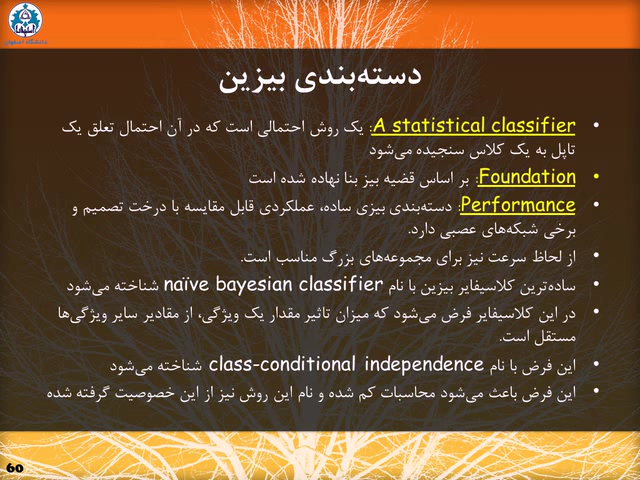 دانشگاه اصفهان
دسته‌بندی بیزین
• A statistical classifier: یک روش احتمالی است که در آن احتمال تعلق یک
تاپل به یک کلاس سنجیده می‌شود
• Foundation: بر اساس قضیه بیز بنا نهاده شده است
• Performance: دسته‌بندی بیزی ساده، عملکردی قابل مقایسه با درخت تصمیم و
برخی شبکه‌های عصبی دارد.
• از لحاظ سرعت نیز برای مجموعه‌های بزرگ مناسب است.
• ساده‌ترین کلاسیفایر بیزین با نام naïve bayesian classifier شناخته می‌شود
• در این کلاسیفایر فرض می‌شود که میزان تاثیر مقدار یک ویژگی، از مقادیر سایر ویژگی‌ها
مستقل است.
• این فرض با نام class-conditional independence شناخته می‌شود
• این فرض باعث می‌شود محاسبات کم شده و نام این روش نیز از این خصوصیت گرفته شده
60